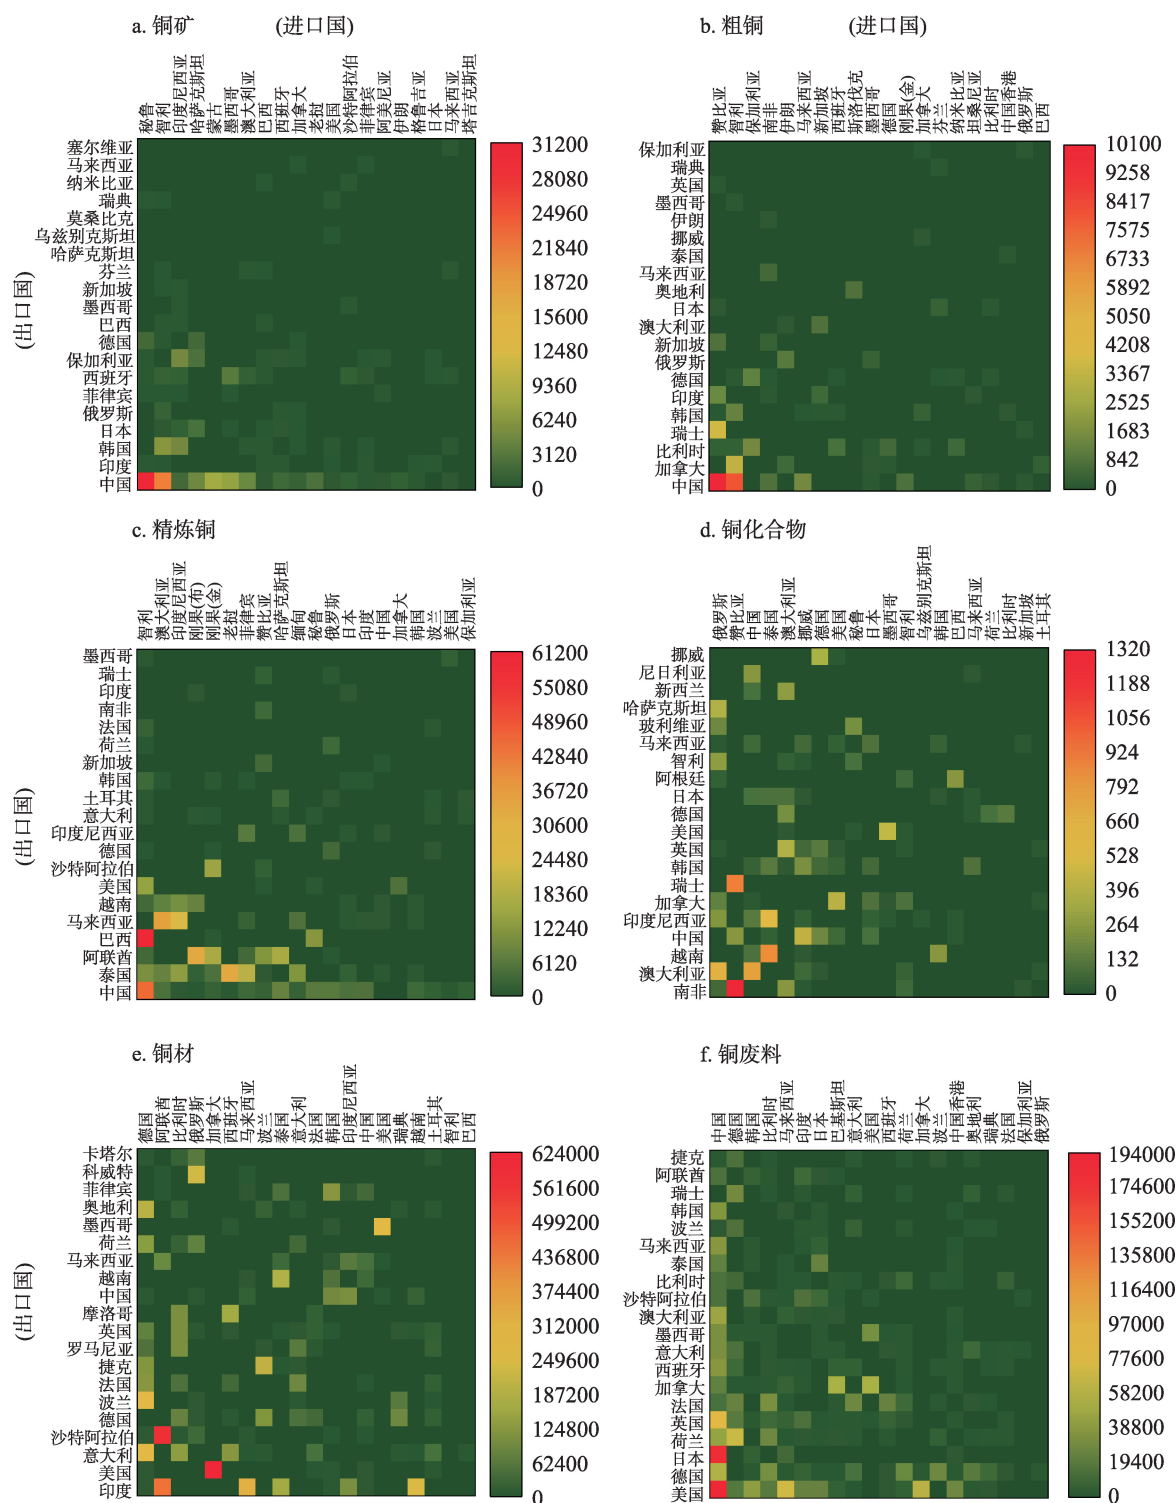 a. 铜矿 (进口国)
秘鲁 智利 印度尼西亚 哈萨克斯坦 蒙古 墨西哥 澳大利亚 巴西 西班牙 加拿大 老挝 美国 沙特阿拉伯 菲律宾 阿美尼亚 伊朗 格鲁吉亚 日本 马来西亚 塔吉克斯坦
(出口国)
塞尔维亚
马来西亚
纳米比亚
瑞典
莫桑比克
乌兹别克斯坦
哈萨克斯坦
芬兰
新加坡
墨西哥
巴西
德国
保加利亚
西班牙
菲律宾
俄罗斯
日本
韩国
印度
中国
31200
28080
24960
21840
18720
15600
12480
9360
6240
3120
0
b. 粗铜 (进口国)
赞比亚 智利 保加利亚 南非 伊朗 马来西亚 新加坡 西班牙 斯洛伐克 墨西哥 德国 刚果(金) 加拿大 芬兰 纳米比亚 坦桑尼亚 比利时 中国香港 俄罗斯 巴西
保加利亚
瑞典
英国
墨西哥
伊朗
挪威
泰国
马来西亚
奥地利
日本
澳大利亚
新加坡
俄罗斯
德国
印度
韩国
瑞士
比利时
加拿大
中国
10100
9258
8417
7575
6733
5892
5050
4208
3367
2525
1683
842
0
c. 精炼铜
智利 澳大利亚 印度尼西亚 刚果(布) 刚果(金) 老挝 菲律宾 赞比亚 哈萨克斯坦 缅甸 秘鲁 俄罗斯 日本 印度 中国 加拿大 韩国 波兰 美国 保加利亚
(出口国)
墨西哥
瑞士
印度
南非
法国
荷兰
新加坡
韩国
土耳其
意大利
印度尼西亚
德国
沙特阿拉伯
美国
越南
马来西亚
巴西
阿联酋
泰国
中国
61200
55080
48960
42840
36720
30600
24480
18360
12240
6120
0
d. 铜化合物
俄罗斯 赞比亚 中国 泰国 澳大利亚 挪威 德国 美国 秘鲁 日本 墨西哥 智利 乌兹别克斯坦 韩国 巴西 马来西亚 荷兰 比利时 新加坡 土耳其
挪威
尼日利亚
新西兰
哈萨克斯坦
玻利维亚
马来西亚
智利
阿根廷
日本
德国
美国
英国
韩国
瑞士
加拿大
印度尼西亚
中国
越南
澳大利亚
南非
1320
1188
1056
924
792
660
528
396
264
132
0
e. 铜材
德国 阿联酋 比利时 俄罗斯 加拿大 西班牙 马来西亚 波兰 泰国 意大利 法国 韩国 印度尼西亚 中国 美国 瑞典 越南 土耳其 智利 巴西
(出口国)
卡塔尔
科威特
菲律宾
奥地利
墨西哥
荷兰
马来西亚
越南
中国
摩洛哥
英国
罗马尼亚
捷克
法国
波兰
德国
沙特阿拉伯
意大利
美国
印度
624000
561600
499200
436800
374400
312000
249600
187200
124800
62400
0
f. 铜废料
中国 德国 韩国 比利时 马来西亚 印度 日本 巴基斯坦 意大利 美国 西班牙 荷兰 加拿大 波兰 中国香港 奥地利 瑞典 法国 保加利亚 俄罗斯
捷克
阿联酋
瑞士
韩国
波兰
马来西亚
泰国
比利时
沙特阿拉伯
澳大利亚
墨西哥
意大利
西班牙
加拿大
法国
英国
荷兰
日本
德国
美国
194000
174600
155200
135800
116400
97000
77600
58200
38800
19400
0